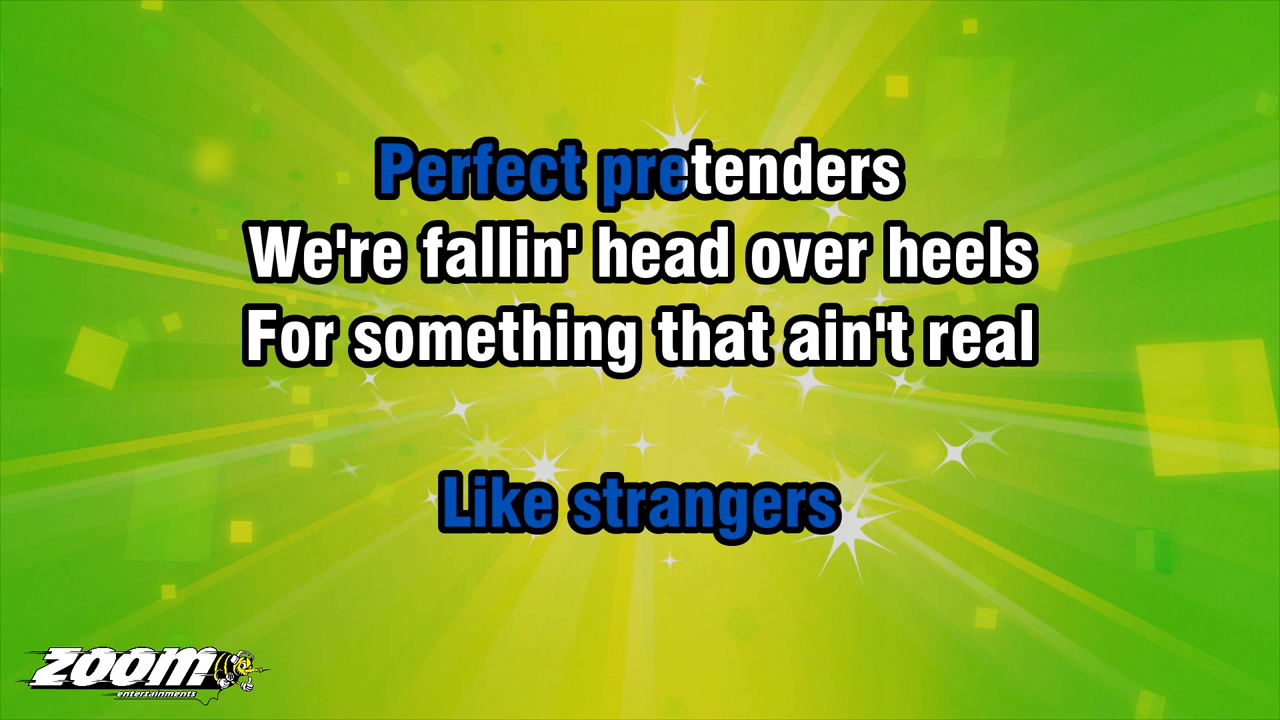 Perfect pretenders
We're fallin' head over heels
For something that ain't real
Like strangers
zoom
entertainments